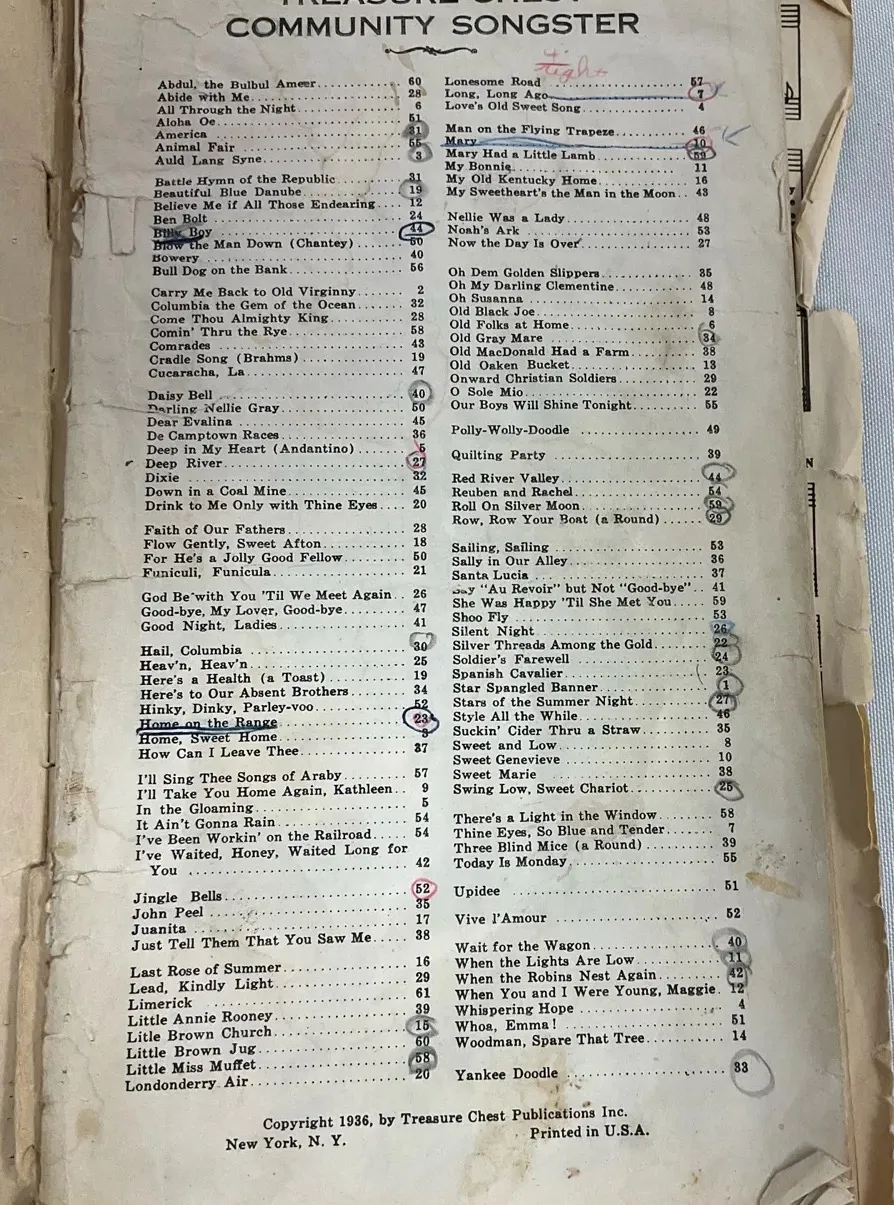 TREASURE CHEST
COMMUNITY SONGSTER
Abdul, the Bulbul Ameer............ 60
Abide with Me................... 28
All Through the Night............. 6
Aloha Oe...................... 51
America ...................... 31
Animal Fair .................... 55
Auld Lang Syne.................. 3
Battle Hymn of the Republic......... 31
Beautiful Blue Danube............. 19
Believe Me if All Those Endearing.... 12
Ben Bolt ...................... 24
Billy Boy ...................... 44
Blow the Man Down (Chantey) ...... 50
Bowery ....................... 40
Bull Dog on the Bank.............. 56
Carry Me Back to Old Virginny....... 2
Columbia the Gem of the Ocean...... 32
Come Thou Almighty King.......... 28
Comin' Thru the Rye.............. 58
Comrades ..................... 43
Cradle Song (Brahms) ............. 19
Cucaracha, La................... 47
Daisy Bell ..................... 40
Darling Nellie Gray............... 50
Dear Evalina ................... 45
De Camptown Races.............. 36
Deep in My Heart (Andantino) ....... 5
Deep River..................... 27
Dixie ......................... 32
Down in a Coal Mine.............. 45
Drink to Me Only with Thine Eyes.... 20
Faith of Our Fathers.............. 28
Flow Gently, Sweet Afton........... 18
For He's a Jolly Good Fellow........ 50
Funiculi, Funicula................ 21
God Be with You 'Til We Meet Again.. 26
Good-bye, My Lover, Good-bye....... 47
Good Night, Ladies............... 41
Hail, Columbia .................. 30
Heav'n, Heav'n.................. 25
Here's a Health (a Toast) ........... 19
Here's to Our Absent Brothers....... 34
Hinky, Dinky, Parley-voo........... 52
Home on the Range............... 23
Home, Sweet Home............... 3
How Can I Leave Thee............. 37
I'll Sing Thee Songs of Araby........ 57
I'll Take You Home Again, Kathleen.. 9
In the Gloaming.................. 5
It Ain't Gonna Rain............... 54
I've Been Workin' on the Railroad..... 54
I've Waited, Honey, Waited Long for
You ......................... 42
Jingle Bells..................... 52
John Peel ...................... 35
Juanita ........................ 17
Just Tell Them That You Saw Me..... 38
Last Rose of Summer.............. 16
Lead, Kindly Light................ 29
Limerick ...................... 61
Little Annie Rooney............... 39
Litle Brown Church............... 15
Little Brown Jug................. 60
Little Miss Muffet................ 58
Londonderry Air.................. 20
Lonesome Road .................. 57
Long, Long Ago.................. 7
Love's Old Sweet Song............. 4
Man on the Flying Trapeze.......... 46
Mary......................... 10
Mary Had a Little Lamb............ 59
My Bonnie..................... 11
My Old Kentucky Home............ 16
My Sweetheart's the Man in the Moon.. 43
Nellie Was a Lady................ 48
Noah's Ark ..................... 53
Now the Day Is Over.............. 27
Oh Dem Golden Slippers........... 35
Oh My Darling Clementine.......... 48
Oh Susanna .................... 14
Old Black Joe................... 8
Old Folks at Home................ 6
Old Gray Mare .................. 34
Old MacDonald Had a Farm......... 38
Old Oaken Bucket................ 13
Onward Christian Soldiers.......... 29
O Sole Mio..................... 22
Our Boys Will Shine Tonight........ 55
Polly-Wolly-Doodle .............. 49
Quilting Party .................. 39
Red River Valley................. 44
Reuben and Rachel............... 54
Roll On Silver Moon.............. 59
Row, Row Your Boat (a Round) ...... 29
Sailing, Sailing .................. 53
Sally in Our Alley................ 36
Santa Lucia .................... 37
Say "Au Revoir" but Not "Good-bye".. 41
She Was Happy 'Til She Met You..... 59
Shoo Fly ...................... 53
Silent Night.................... 26
Silver Threads Among the Gold...... 22
Soldier's Farewell ............... 24
Spanish Cavalier................. 23
Star Spangled Banner............. 1
Stars of the Summer Night......... 27
Style All the While............... 46
Suckin' Cider Thru a Straw......... 35
Sweet and Low.................. 8
Sweet Genevieve ................ 10
Sweet Marie ................... 38
Swing Low, Sweet Chariot.......... 25
There's a Light in the Window....... 58
Thine Eyes, So Blue and Tender...... 7
Three Blind Mice (a Round) ........ 39
Today Is Monday................. 55
Upidee ....................... 51
Vive l'Amour ................... 52
Wait for the Wagon............... 40
When the Lights Are Low.......... 11
When the Robins Nest Again........ 42
When You and I Were Young, Maggie. 12
Whispering Hope ................ 4
Whoa, Emma! .................. 51
Woodman, Spare That Tree......... 14
Yankee Doodle .................. 33
Copyright 1936, by Treasure Chest Publications Inc.
New York, N. Y. Printed in U.S.A.